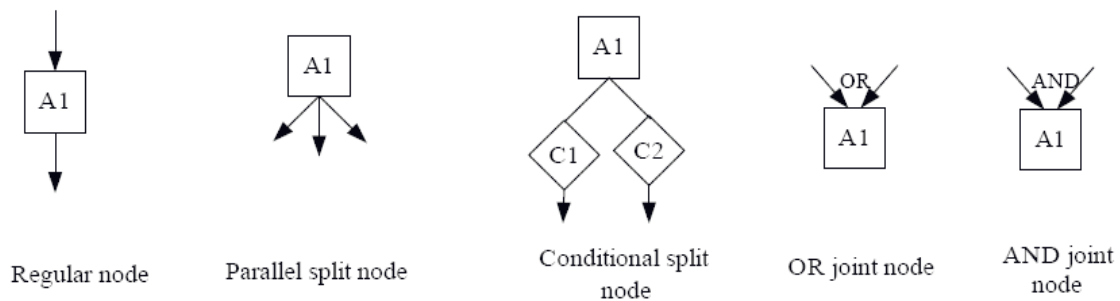 A1
A1
A1
C1
C2
OR
A1
AND
A1
Regular node
Parallel split node
Conditional split
node
OR joint node
AND joint
node